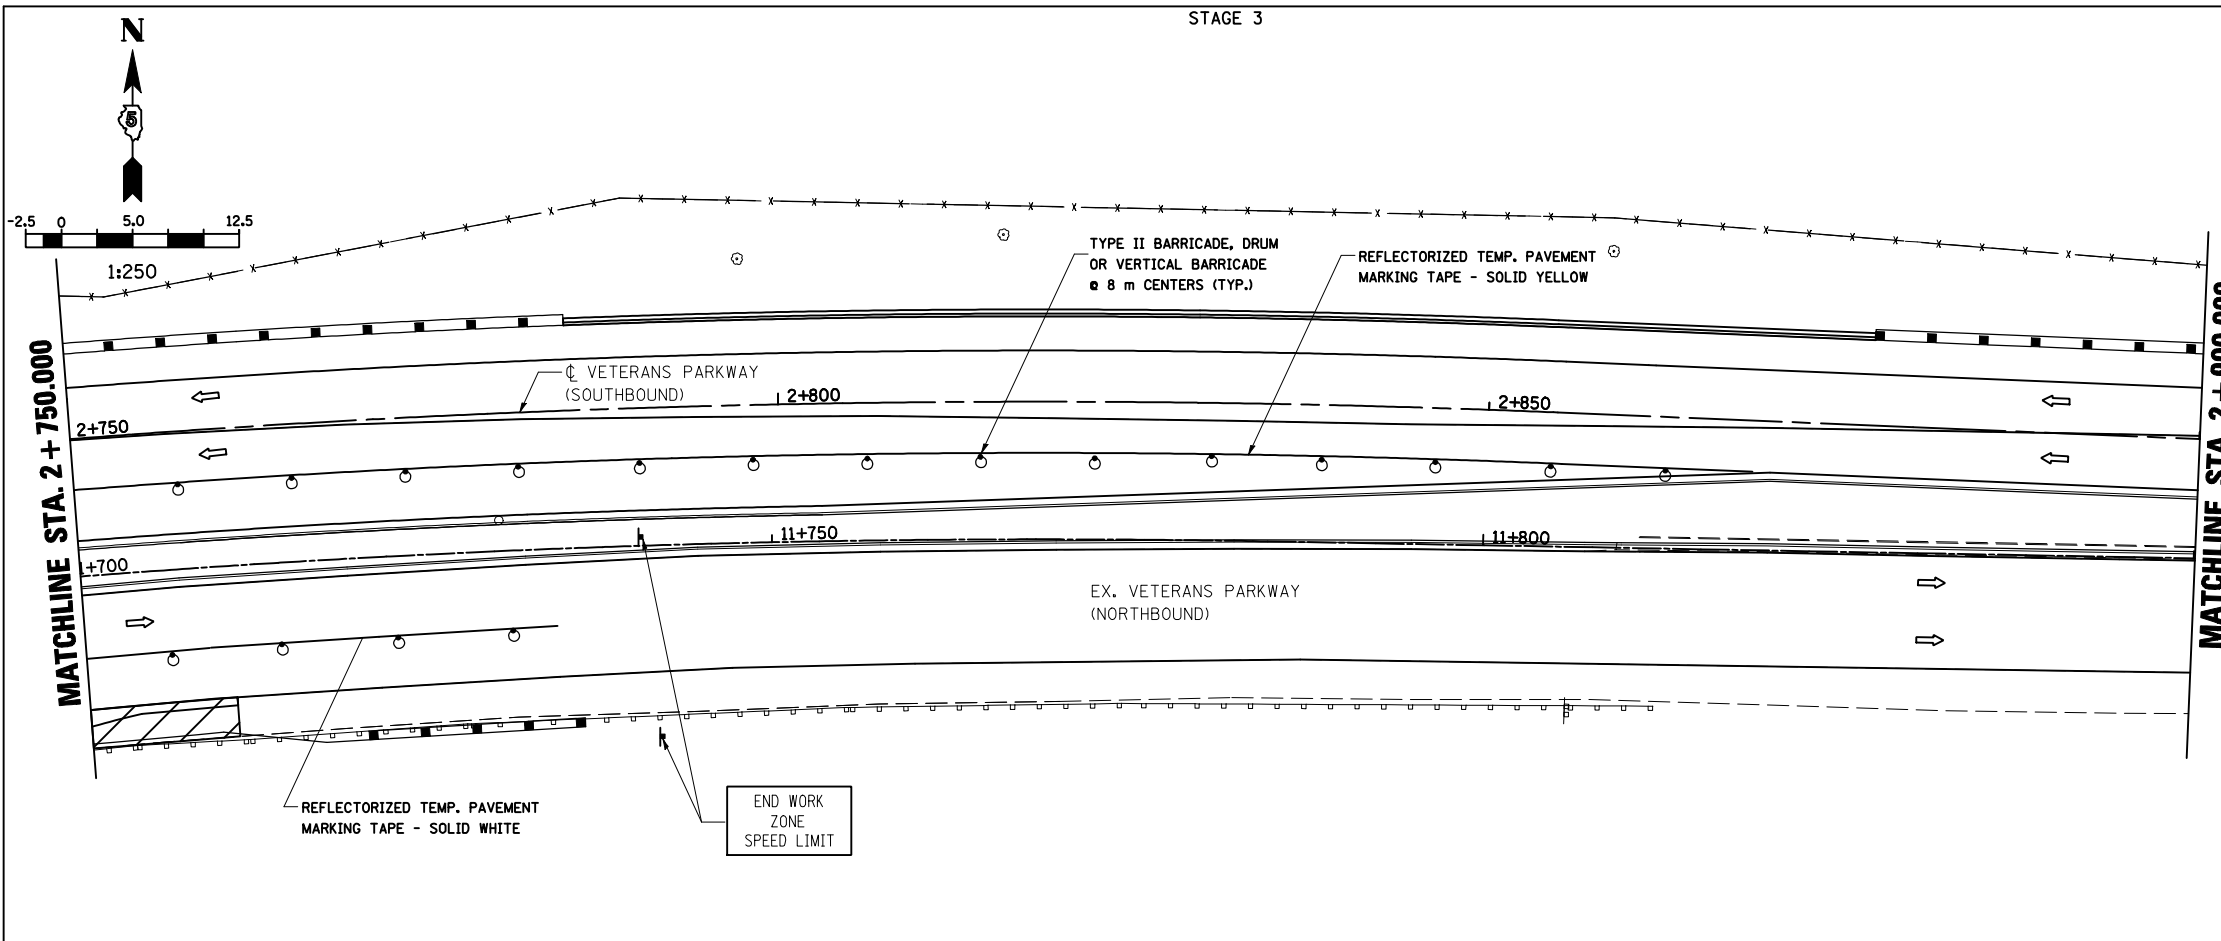 STAGE 3
N
5
-2.5 0 5.0 12.5
1:250
TYPE II BARRICADE, DRUM
OR VERTICAL BARRICADE
@ 8 m CENTERS (TYP.)
REFLECTORIZED TEMP. PAVEMENT
MARKING TAPE - SOLID YELLOW
MATCHLINE STA. 2+750.000
℄ VETERANS PARKWAY
(SOUTHBOUND)
2+750
2+800
2+850
11+750
11+800
1+700
EX. VETERANS PARKWAY
(NORTHBOUND)
REFLECTORIZED TEMP. PAVEMENT
MARKING TAPE - SOLID WHITE
END WORK
ZONE
SPEED LIMIT
MATCHLINE STA.